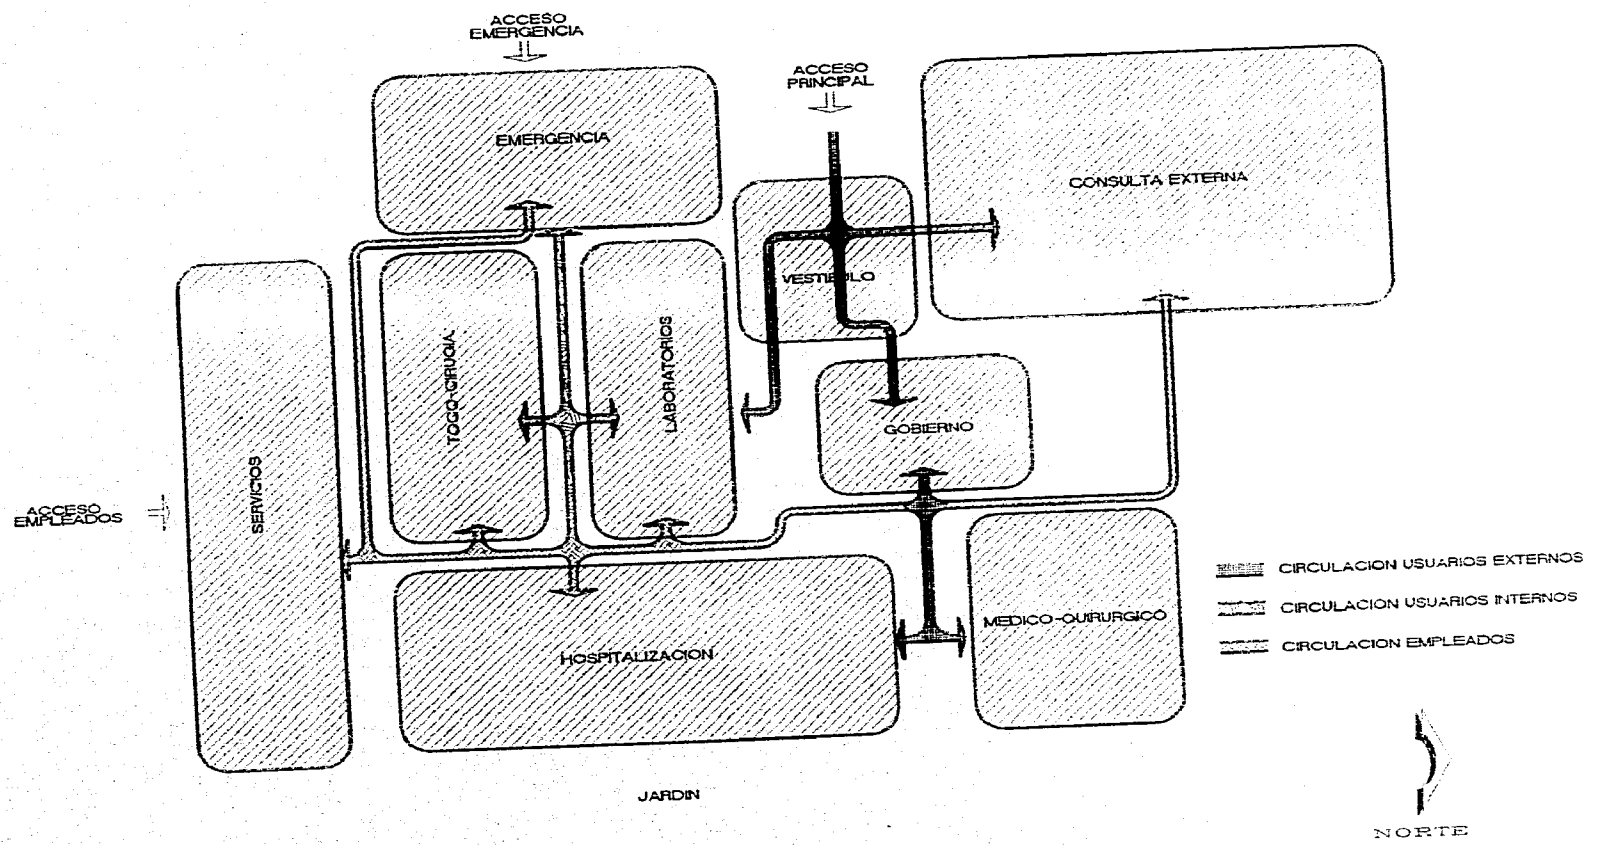 ACCESO
EMERGENCIA
ACCESO
PRINCIPAL
EMERGENCIA
CONSULTA EXTERNA
VESTIBULO
TOCO-CIRUGIA
LABORATORIOS
GOBIERNO
SERVICIOS
ACCESO
EMPLEADOS
CIRCULACION USUARIOS EXTERNOS
CIRCULACION USUARIOS INTERNOS
CIRCULACION EMPLEADOS
MEDICO-QUIRURGICO
HOSPITALIZACION
JARDIN
NORTE